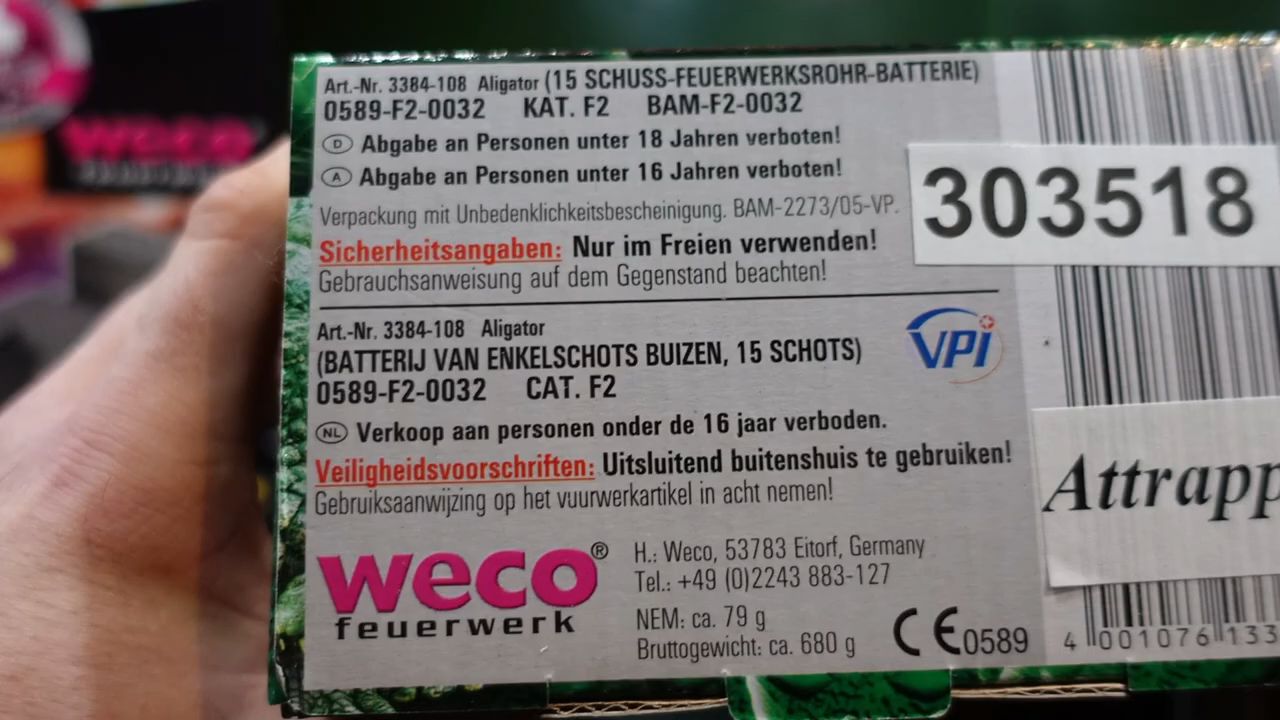 weco
Art.-Nr. 3384-108 Aligator (15 SCHUSS-FEUERWERKSROHR-BATTERIE)
0589-F2-0032 KAT. F2 BAM-F2-0032
D Abgabe an Personen unter 18 Jahren verboten!
A Abgabe an Personen unter 16 Jahren verboten!
Verpackung mit Unbedenklichkeitsbescheinigung. BAM-2273/05-VP.
Sicherheitsangaben: Nur im Freien verwenden!
Gebrauchsanweisung auf dem Gegenstand beachten!
303518
Art.-Nr. 3384-108 Aligator
(BATTERIJ VAN ENKELSCHOTS BUIZEN, 15 SCHOTS)
0589-F2-0032 CAT. F2
VPi
NL Verkoop aan personen onder de 16 jaar verboden.
Veiligheidsvoorschriften: Uitsluitend buitenshuis te gebruiken!
Gebruiksaanwijzing op het vuurwerkartikel in acht nemen!
Attrapp
weco®
feuerwerk
H.: Weco, 53783 Eitorf, Germany
Tel.: +49 (0)2243 883-127
NEM: ca. 79 g
Bruttogewicht: ca. 680 g
CE 0589
4 001076 133